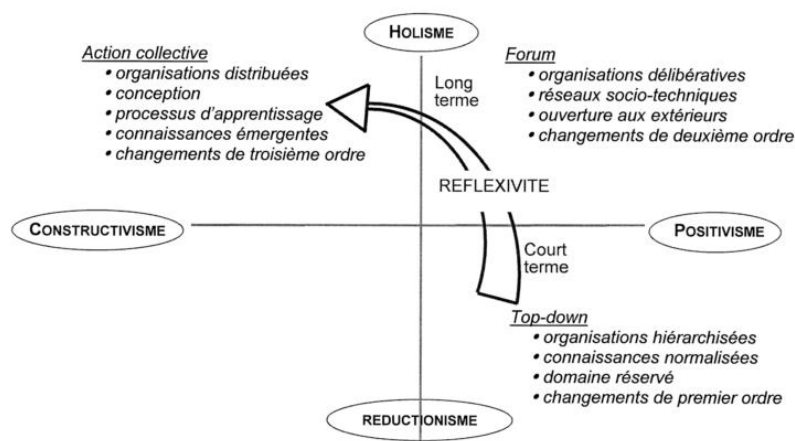 HOLISME
Action collective
• organisations distribuées
• conception
• processus d'apprentissage
• connaissances émergentes
• changements de troisième ordre
Long
terme
Forum
• organisations délibératives
• réseaux socio-techniques
• ouverture aux extérieurs
• changements de deuxième ordre
REFLEXIVITE
CONSTRUCTIVISME
POSITIVISME
Court
terme
Top-down
• organisations hiérarchisées
• connaissances normalisées
• domaine réservé
• changements de premier ordre
REDUCTIONISME